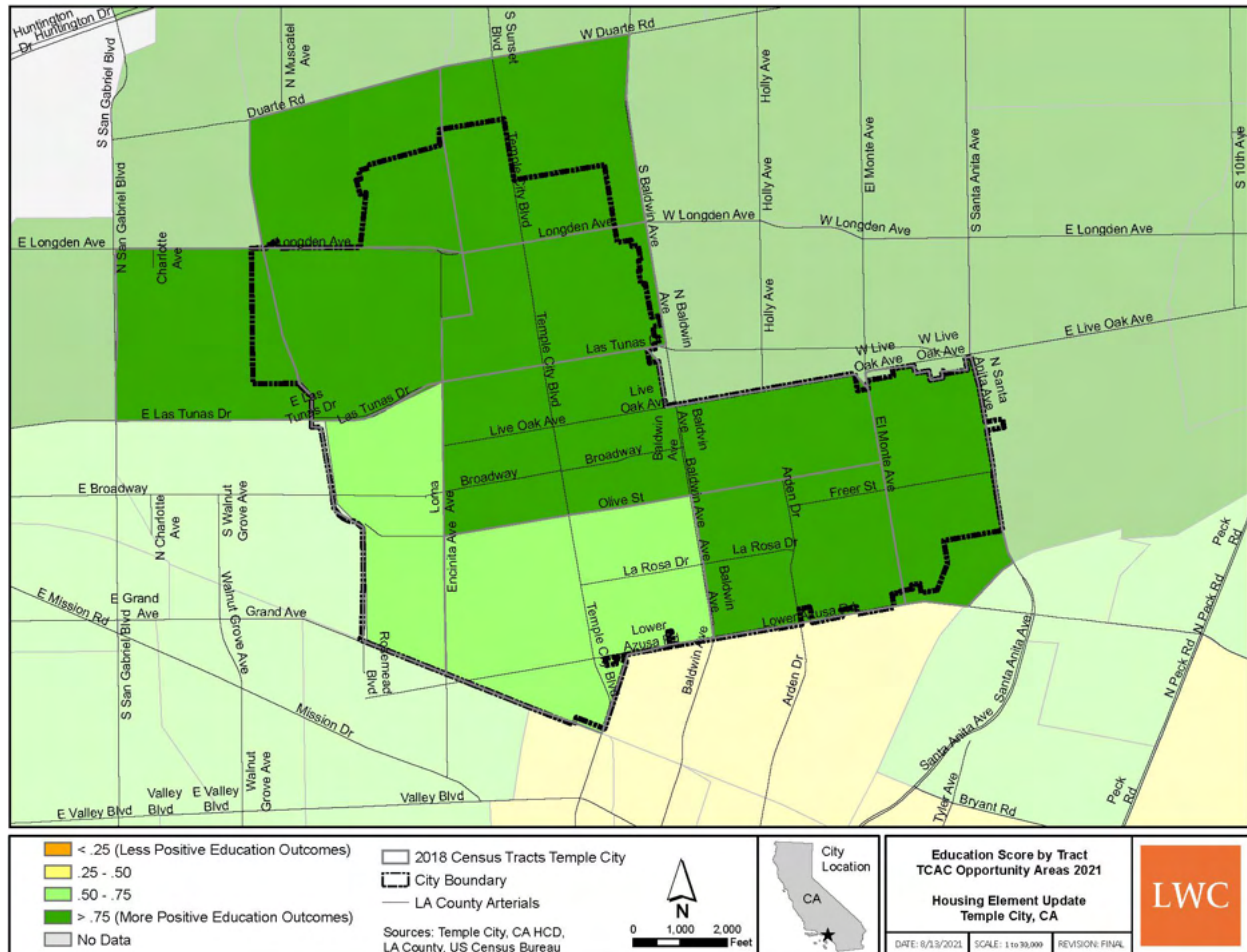 Huntington
Dr
Huntington Dr
S San Gabriel Blvd
N Muscatel
Ave
S Sunset
Blvd
W Duarte Rd
Duarte Rd
Holly Ave
El Monte Ave
S Santa Anita Ave
S 10th Ave
Temple City Blvd
S Baldwin Ave
Holly Ave
E Longden Ave
N San Gabriel Blvd
Charlotte
Ave
Longden Ave
Longden Ave
W Longden Ave
W Longden Ave
E Longden Ave
N Baldwin
Ave
Holly Ave
Temple City Blvd
Las Tunas
W Live
Oak Ave
W Live
Oak Ave
E Live Oak Ave
N Santa
Anita Ave
E Las Tunas Dr
E Las
Tunas Dr
Las Tunas Dr
Live
Oak Ave
Live Oak Ave
Baldwin
Ave
Baldwin
Ave
El Monte Ave
Broadway
Broadway
E Broadway
N Charlotte
Ave
S Walnut
Grove Ave
Loma
Ave
Encinita Ave
Olive St
Baldwin Ave
Arden Dr
Freer St
La Rosa Dr
La Rosa Dr
Baldwin
Ave
Peck
Rd
E Mission Rd
E Grand
Ave
Grand Ave
Walnut Grove Ave
Rosemead
Blvd
Temple City Blvd
Lower
Azusa Rd
Lower Azusa Rd
Baldwin Ave
Arden Dr
Santa Anita Ave
N Peck Rd
N Peck Rd
S San Gabriel Blvd
Mission Dr
Walnut
Grove Ave
Santa Anita Ave
Tyler Ave
Bryant Rd
Peck
Rd
E Valley Blvd
Valley
Blvd
E Valley
Blvd
Valley Blvd
< .25 (Less Positive Education Outcomes)
.25 - .50
.50 - .75
> .75 (More Positive Education Outcomes)
No Data
2018 Census Tracts Temple City
City Boundary
LA County Arterials
Sources: Temple City, CA HCD,
LA County, US Census Bureau
N
0 1,000 2,000
Feet
City
Location
CA
Education Score by Tract
TCAC Opportunity Areas 2021
Housing Element Update
Temple City, CA
DATE: 8/13/2021
SCALE: 1 to 30,000
REVISION: FINAL
LWC